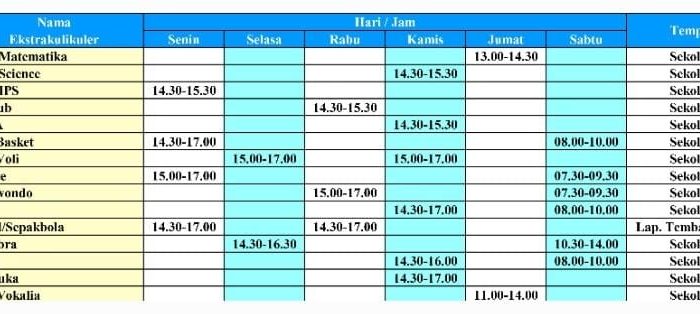 Nama Hari / Jam Temp
Ekstrakulikuler Senin Selasa Rabu Kamis Jumat Sabtu
Matematika 13.00-14.30 Sekol
Science 14.30-15.30 Sekol
IPS 14.30-15.30 Sekol
ub 14.30-15.30 Sekol
14.30-15.30 Sekol
Basket 14.30-17.00 08.00-10.00 Sekol
Voli 15.00-17.00 15.00-17.00 Sekol
e 15.00-17.00 07.30-09.30 Sekol
wondo 15.00-17.00 07.30-09.30 Sekol
14.30-17.00 08.00-10.00 Sekol
l/Sepakbola 14.30-17.00 14.30-17.00 Lap. Temba
bra 14.30-16.30 10.30-14.00 Sekol
14.30-16.00 08.00-10.00 Sekol
uka 14.30-17.00 Sekol
Vokalia 11.00-14.00 Sekol